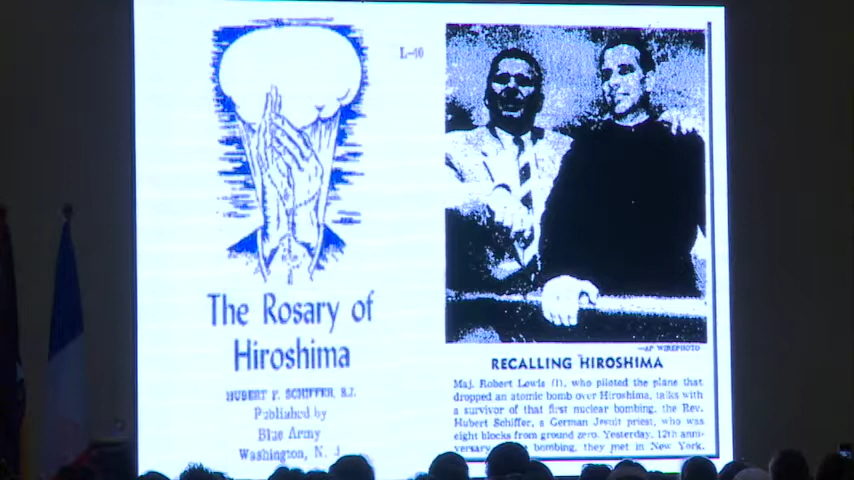 L-40
The Rosary of
Hiroshima
HUBERT F. SCHIFFER, S.J.
Published by
Blue Army
Washington, N. J.
—AP WIREPHOTO
RECALLING HIROSHIMA
Maj. Robert Lewis (l), who piloted the plane that
dropped an atomic bomb over Hiroshima, talks with
a survivor of that first nuclear bombing, the Rev.
Hubert Schiffer, a German Jesuit priest, who was
eight blocks from ground zero. Yesterday, 12th anni-
versary bombing, they met in New York.